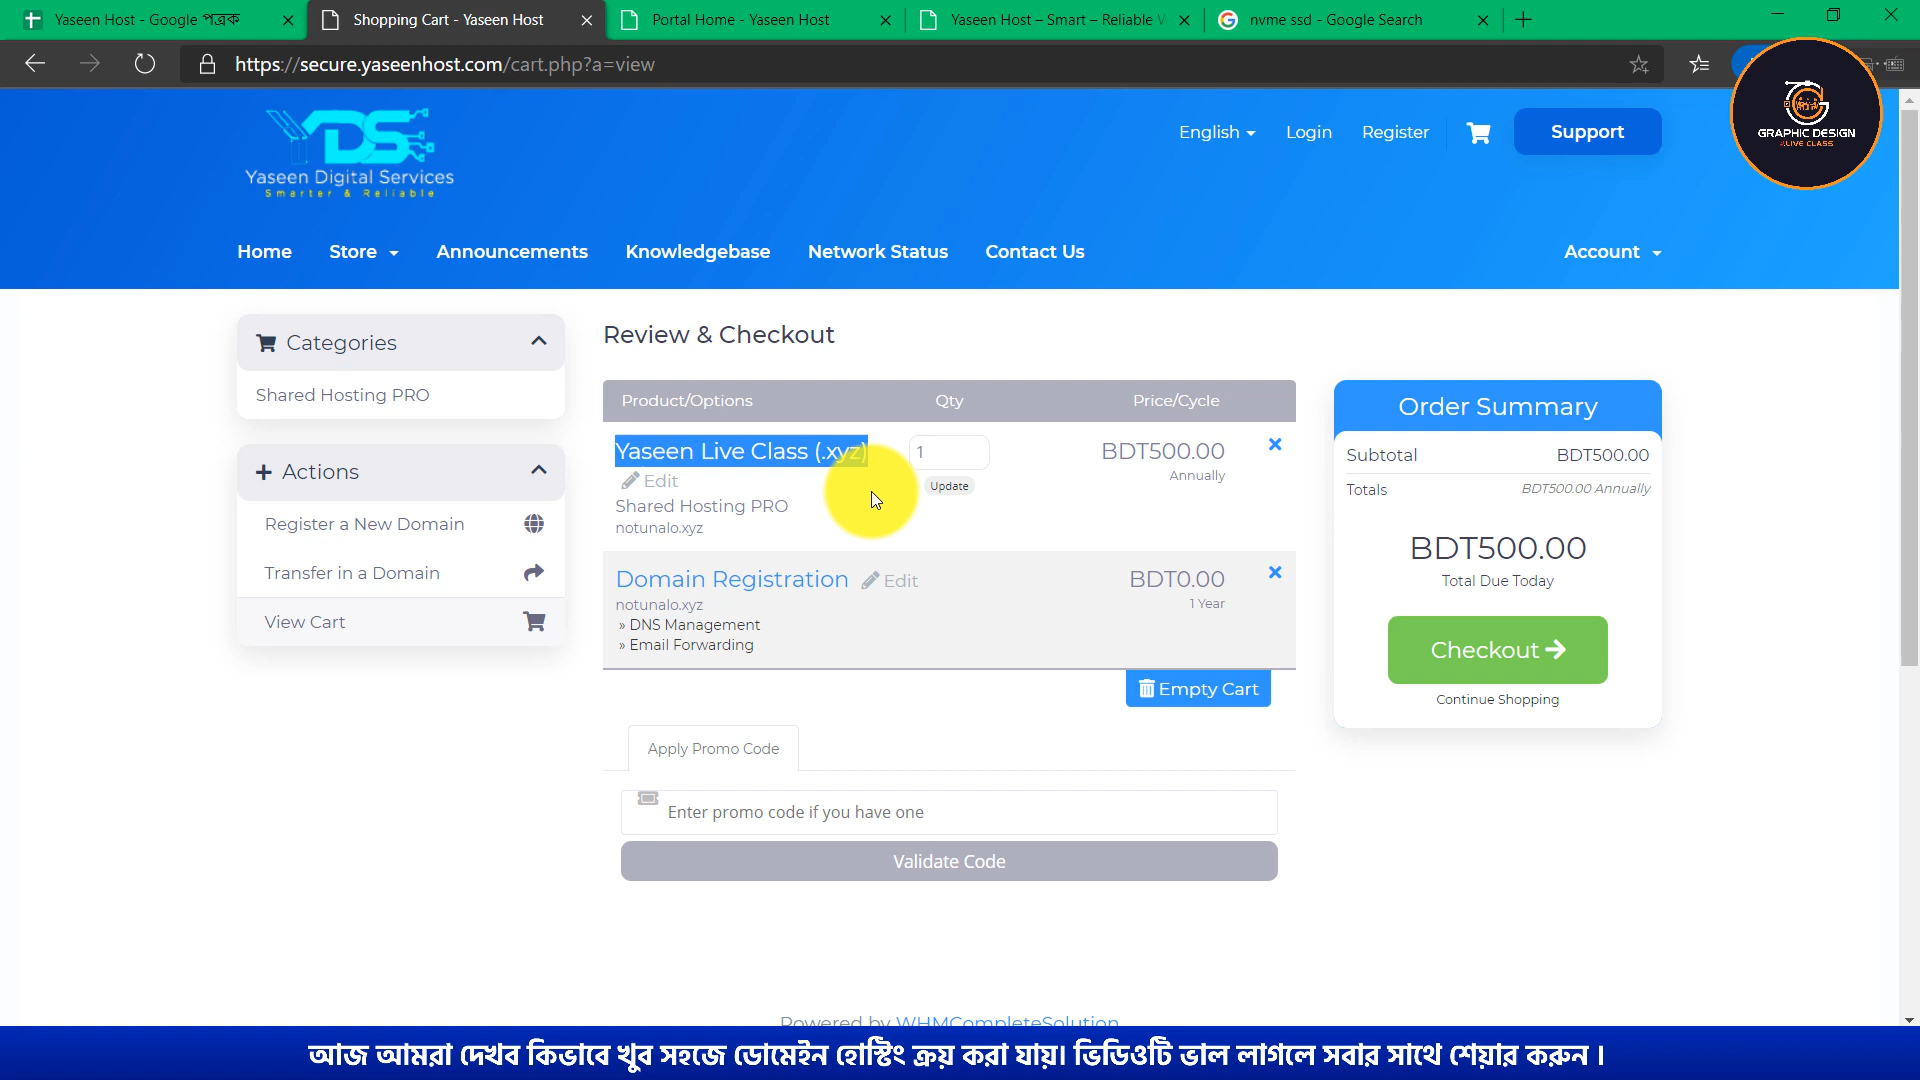 Yaseen Host - Google পত্রক
Shopping Cart - Yaseen Host
Portal Home - Yaseen Host
Yaseen Host – Smart – Reliable
nvme ssd - Google Search
https://secure.yaseenhost.com/cart.php?a=view
YDS
Yaseen Digital Services
Smarter & Reliable
English
Login
Register
Support
GRAPHIC DESIGN
LIVE CLASS
Home
Store
Announcements
Knowledgebase
Network Status
Contact Us
Account
Categories
Shared Hosting PRO
Actions
Register a New Domain
Transfer in a Domain
View Cart
Review & Checkout
Product/Options Qty Price/Cycle
Yaseen Live Class (.xyz) 1 BDT500.00
Edit Update Annually
Shared Hosting PRO
notunalo.xyz
Domain Registration Edit BDT0.00
notunalo.xyz 1 Year
» DNS Management
» Email Forwarding
Empty Cart
Apply Promo Code
Enter promo code if you have one
Validate Code
Order Summary
Subtotal BDT500.00
Totals BDT500.00 Annually
BDT500.00
Total Due Today
Checkout
Continue Shopping
Powered by WHMCompleteSolution
আজ আমরা দেখব কিভাবে খুব সহজে ডোমেইন হোস্টিং ক্রয় করা যায়। ভিডিওটি ভাল লাগলে সবার সাথে শেয়ার করুন ।